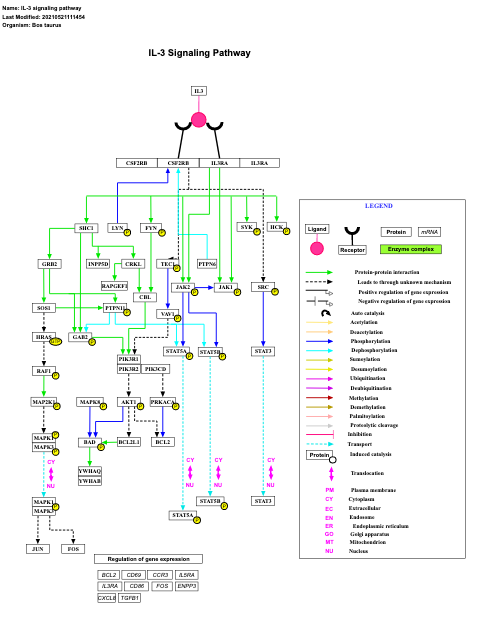 Name: IL-3 signaling pathway
Last Modified: 20210521111454
Organism: Bos taurus
IL-3 Signaling Pathway
IL3
CSF2RB CSF2RB IL3RA IL3RA
SHC1 LYN P FYN P SYK P HCK P
GRB2 INPP5D CRKL TEC P PTPN6
RAPGEF1 JAK2 P JAK1 P SRC P
CBL
SOS1 PTPN11 P VAV1 P
HRAS GTP GAB2 P STAT5A P STAT5B P STAT3
PIK3R1
RAF1 P PIK3R2 PIK3CD
MAP2K1 P MAPK8 P AKT1 P PRKACA P
MAPK1 P
MAPK3 P BAD P BCL2L1 BCL2
CY CY CY CY
YWHAQ
NU YWHAB NU NU NU
MAPK1 P
MAPK3 P STAT5B P STAT3
STAT5A P
JUN FOS
Regulation of gene expression
BCL2 CD69 CCR3 IL5RA
IL3RA CD86 FOS ENPP3
CXCL8 TGFB1
LEGEND
Ligand Protein mRNA
Receptor Enzyme complex
Protein-protein interaction
Leads to through unknown mechanism
Positive regulation of gene expression
Negative regulation of gene expression
Auto catalysis
Acetylation
Deacetylation
Phosphorylation
Dephosphorylation
Sumoylation
Desumoylation
Ubiquitination
Deubiquitination
Methylation
Demethylation
Palmitoylation
Proteolytic cleavage
Inhibition
Transport
Protein Induced catalysis
Translocation
PM Plasma membrane
CY Cytoplasm
EC Extracellular
EN Endosome
ER Endoplasmic reticulum
GO Golgi apparatus
MT Mitochondrion
NU Nucleus